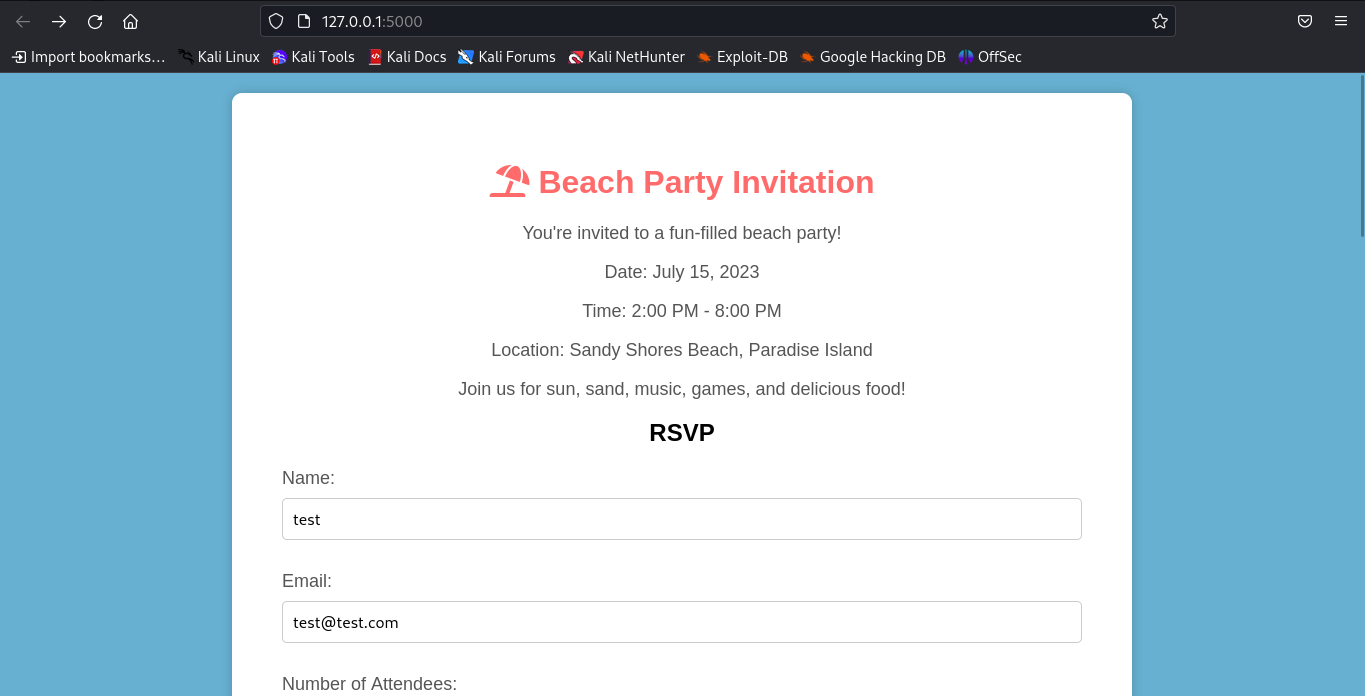 127.0.0.1:5000
Import bookmarks… Kali Linux Kali Tools Kali Docs Kali Forums Kali NetHunter Exploit-DB Google Hacking DB OffSec
Beach Party Invitation
You're invited to a fun-filled beach party!
Date: July 15, 2023
Time: 2:00 PM - 8:00 PM
Location: Sandy Shores Beach, Paradise Island
Join us for sun, sand, music, games, and delicious food!
RSVP
Name:
test
Email:
test@test.com
Number of Attendees: